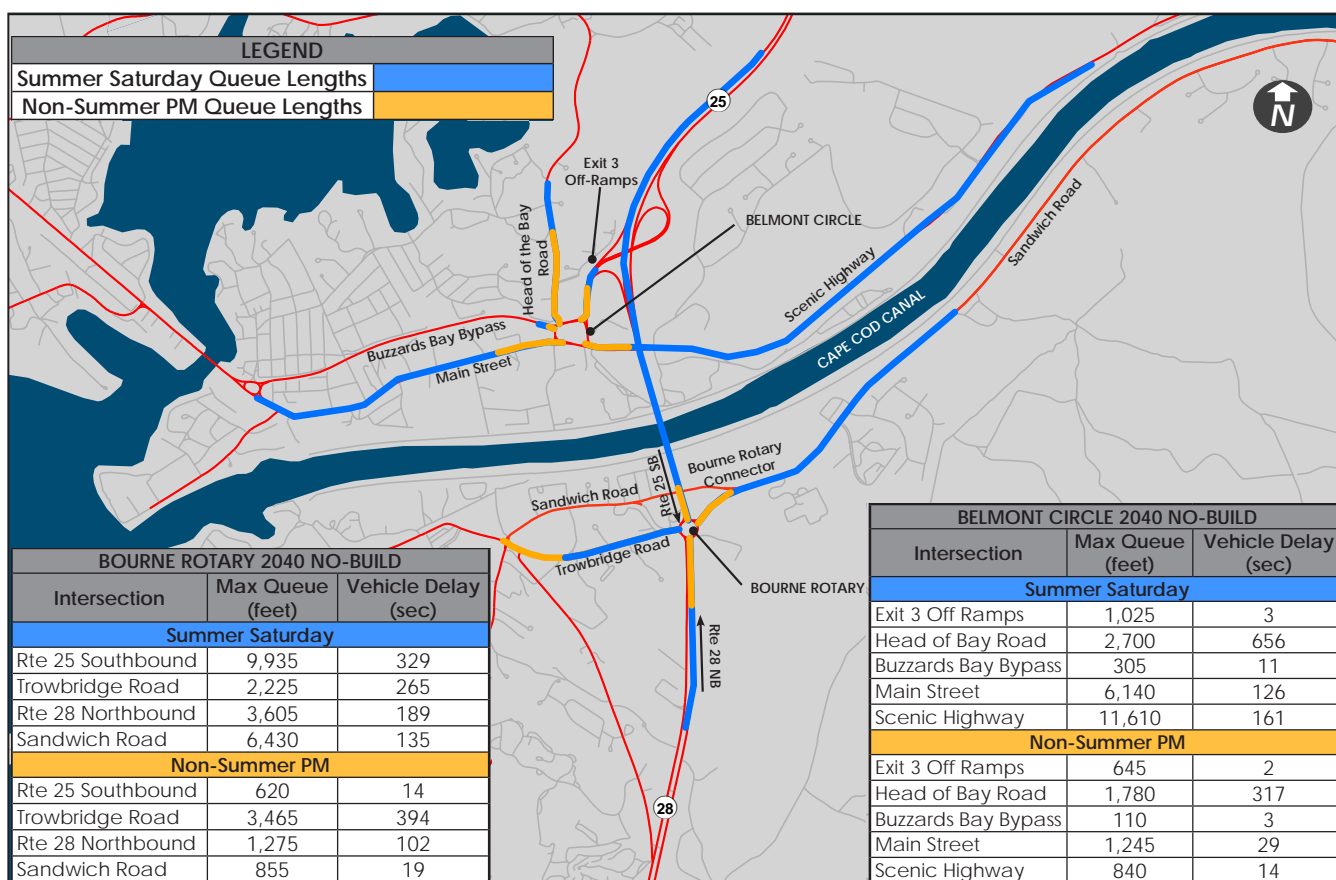 LEGEND
Summer Saturday Queue Lengths
Non-Summer PM Queue Lengths
25
N
Exit 3
Off-Ramps
BELMONT CIRCLE
Head of the Bay
Road
Scenic Highway
Sandwich Road
Buzzards Bay Bypass
Main Street
CAPE COD CANAL
Rte 25 SB
Bourne Rotary
Connector
Sandwich Road
Trowbridge Road
BOURNE ROTARY
Rte 28 NB
28
BOURNE ROTARY 2040 NO-BUILD
Intersection Max Queue (feet) Vehicle Delay (sec)
Summer Saturday
Rte 25 Southbound 9,935 329
Trowbridge Road 2,225 265
Rte 28 Northbound 3,605 189
Sandwich Road 6,430 135
Non-Summer PM
Rte 25 Southbound 620 14
Trowbridge Road 3,465 394
Rte 28 Northbound 1,275 102
Sandwich Road 855 19
BELMONT CIRCLE 2040 NO-BUILD
Intersection Max Queue (feet) Vehicle Delay (sec)
Summer Saturday
Exit 3 Off Ramps 1,025 3
Head of Bay Road 2,700 656
Buzzards Bay Bypass 305 11
Main Street 6,140 126
Scenic Highway 11,610 161
Non-Summer PM
Exit 3 Off Ramps 645 2
Head of Bay Road 1,780 317
Buzzards Bay Bypass 110 3
Main Street 1,245 29
Scenic Highway 840 14